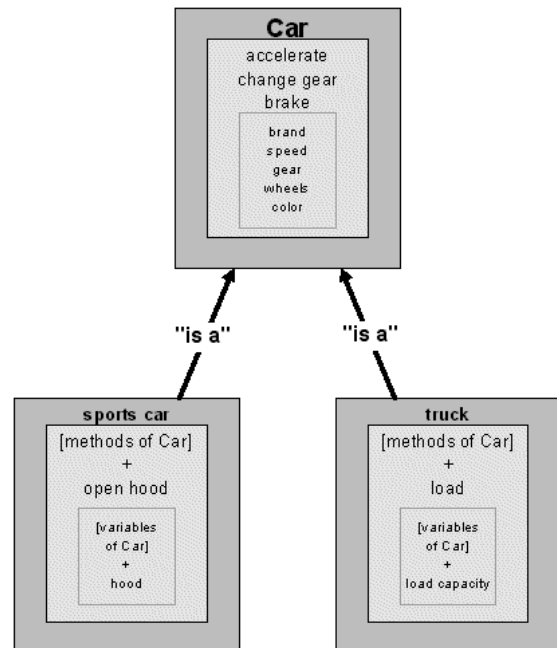 Car
accelerate
change gear
brake
brand
speed
gear
wheels
color
"is a"
"is a"
sports car
[methods of Car]
+
open hood
[variables
of Car]
+
hood
truck
[methods of Car]
+
load
[variables
of Car]
+
load capacity